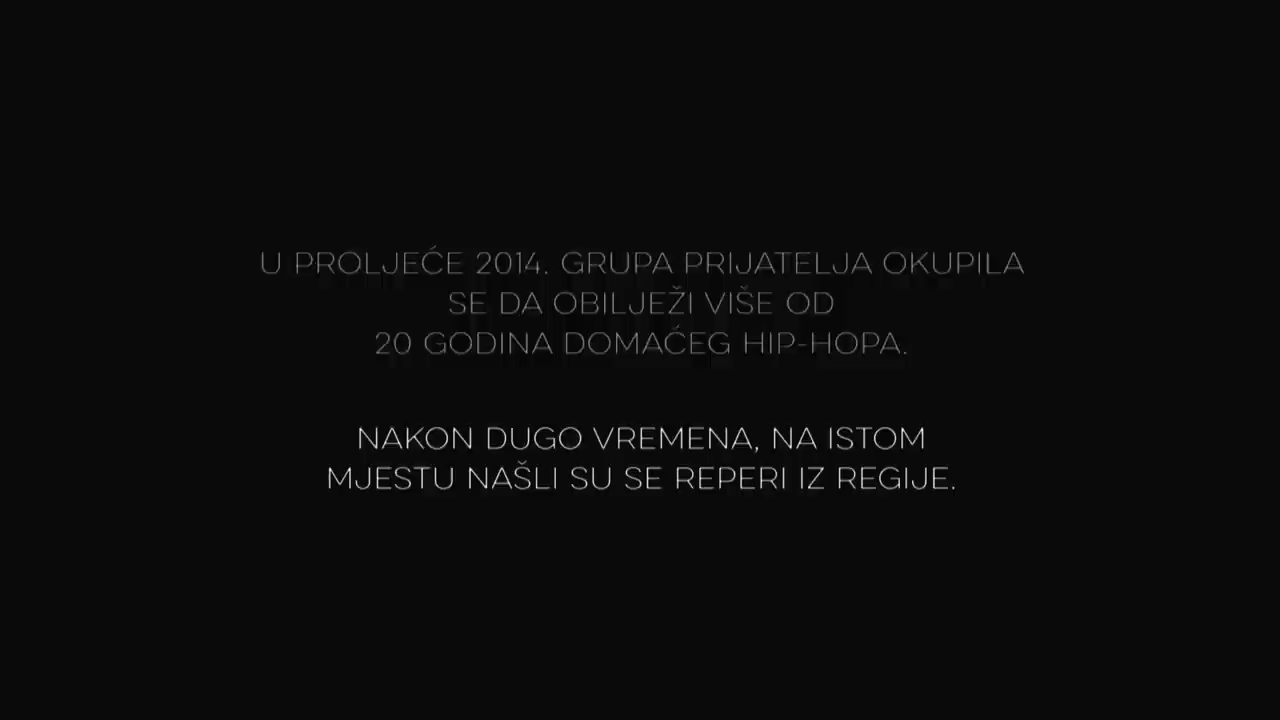 U PROLJEĆE 2014. GRUPA PRIJATELJA OKUPILA
SE DA OBILJEŽI VIŠE OD
20 GODINA DOMAĆEG HIP-HOPA.
NAKON DUGO VREMENA, NA ISTOM
MJESTU NAŠLI SU SE REPERI IZ REGIJE.